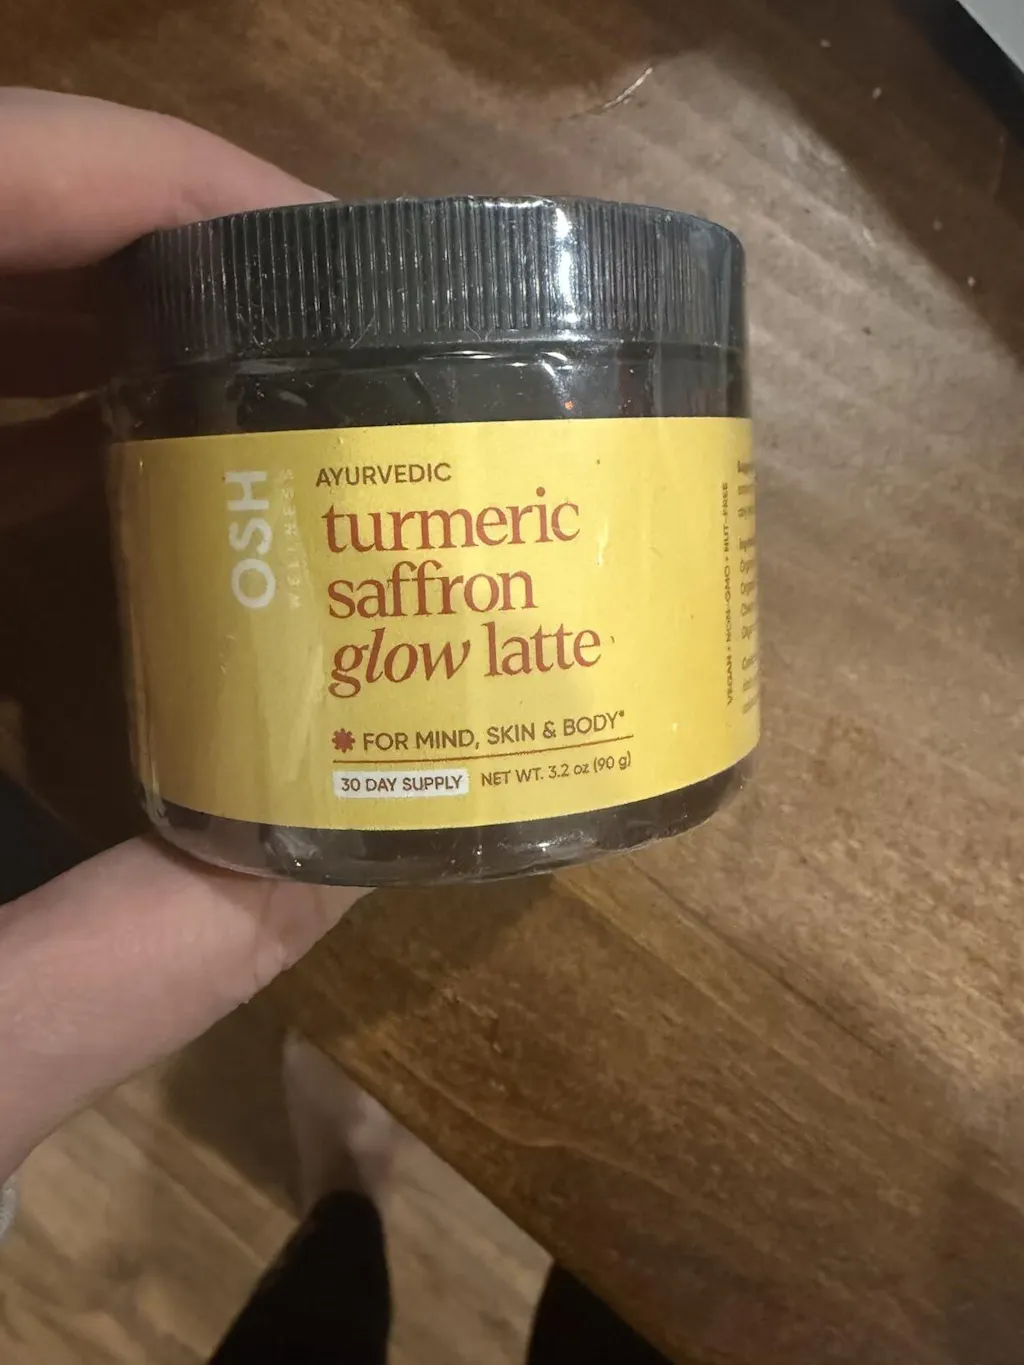 OSH
WELLNESS
AYURVEDIC
turmeric
saffron
glow latte
FOR MIND, SKIN & BODY*
30 DAY SUPPLY NET WT. 3.2 oz (90 g)
VEGAN • NON-GMO • NUT-FREE